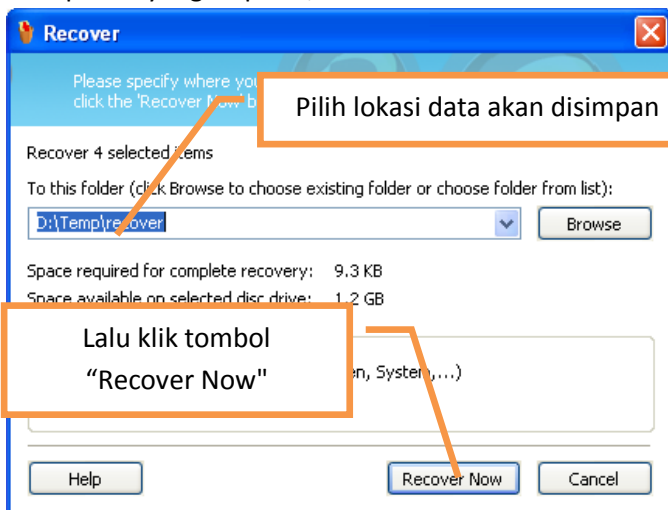 Recover
Please specify where you
click the 'Recover Now' b
Pilih lokasi data akan disimpan
Recover 4 selected items
To this folder (click Browse to choose existing folder or choose folder from list):
D:\Temp\recover
Browse
Space required for complete recovery: 9.3 KB
Space available on selected disc drive: 1.2 GB
Lalu klik tombol
“Recover Now"
en, System,...)
Help
Recover Now
Cancel